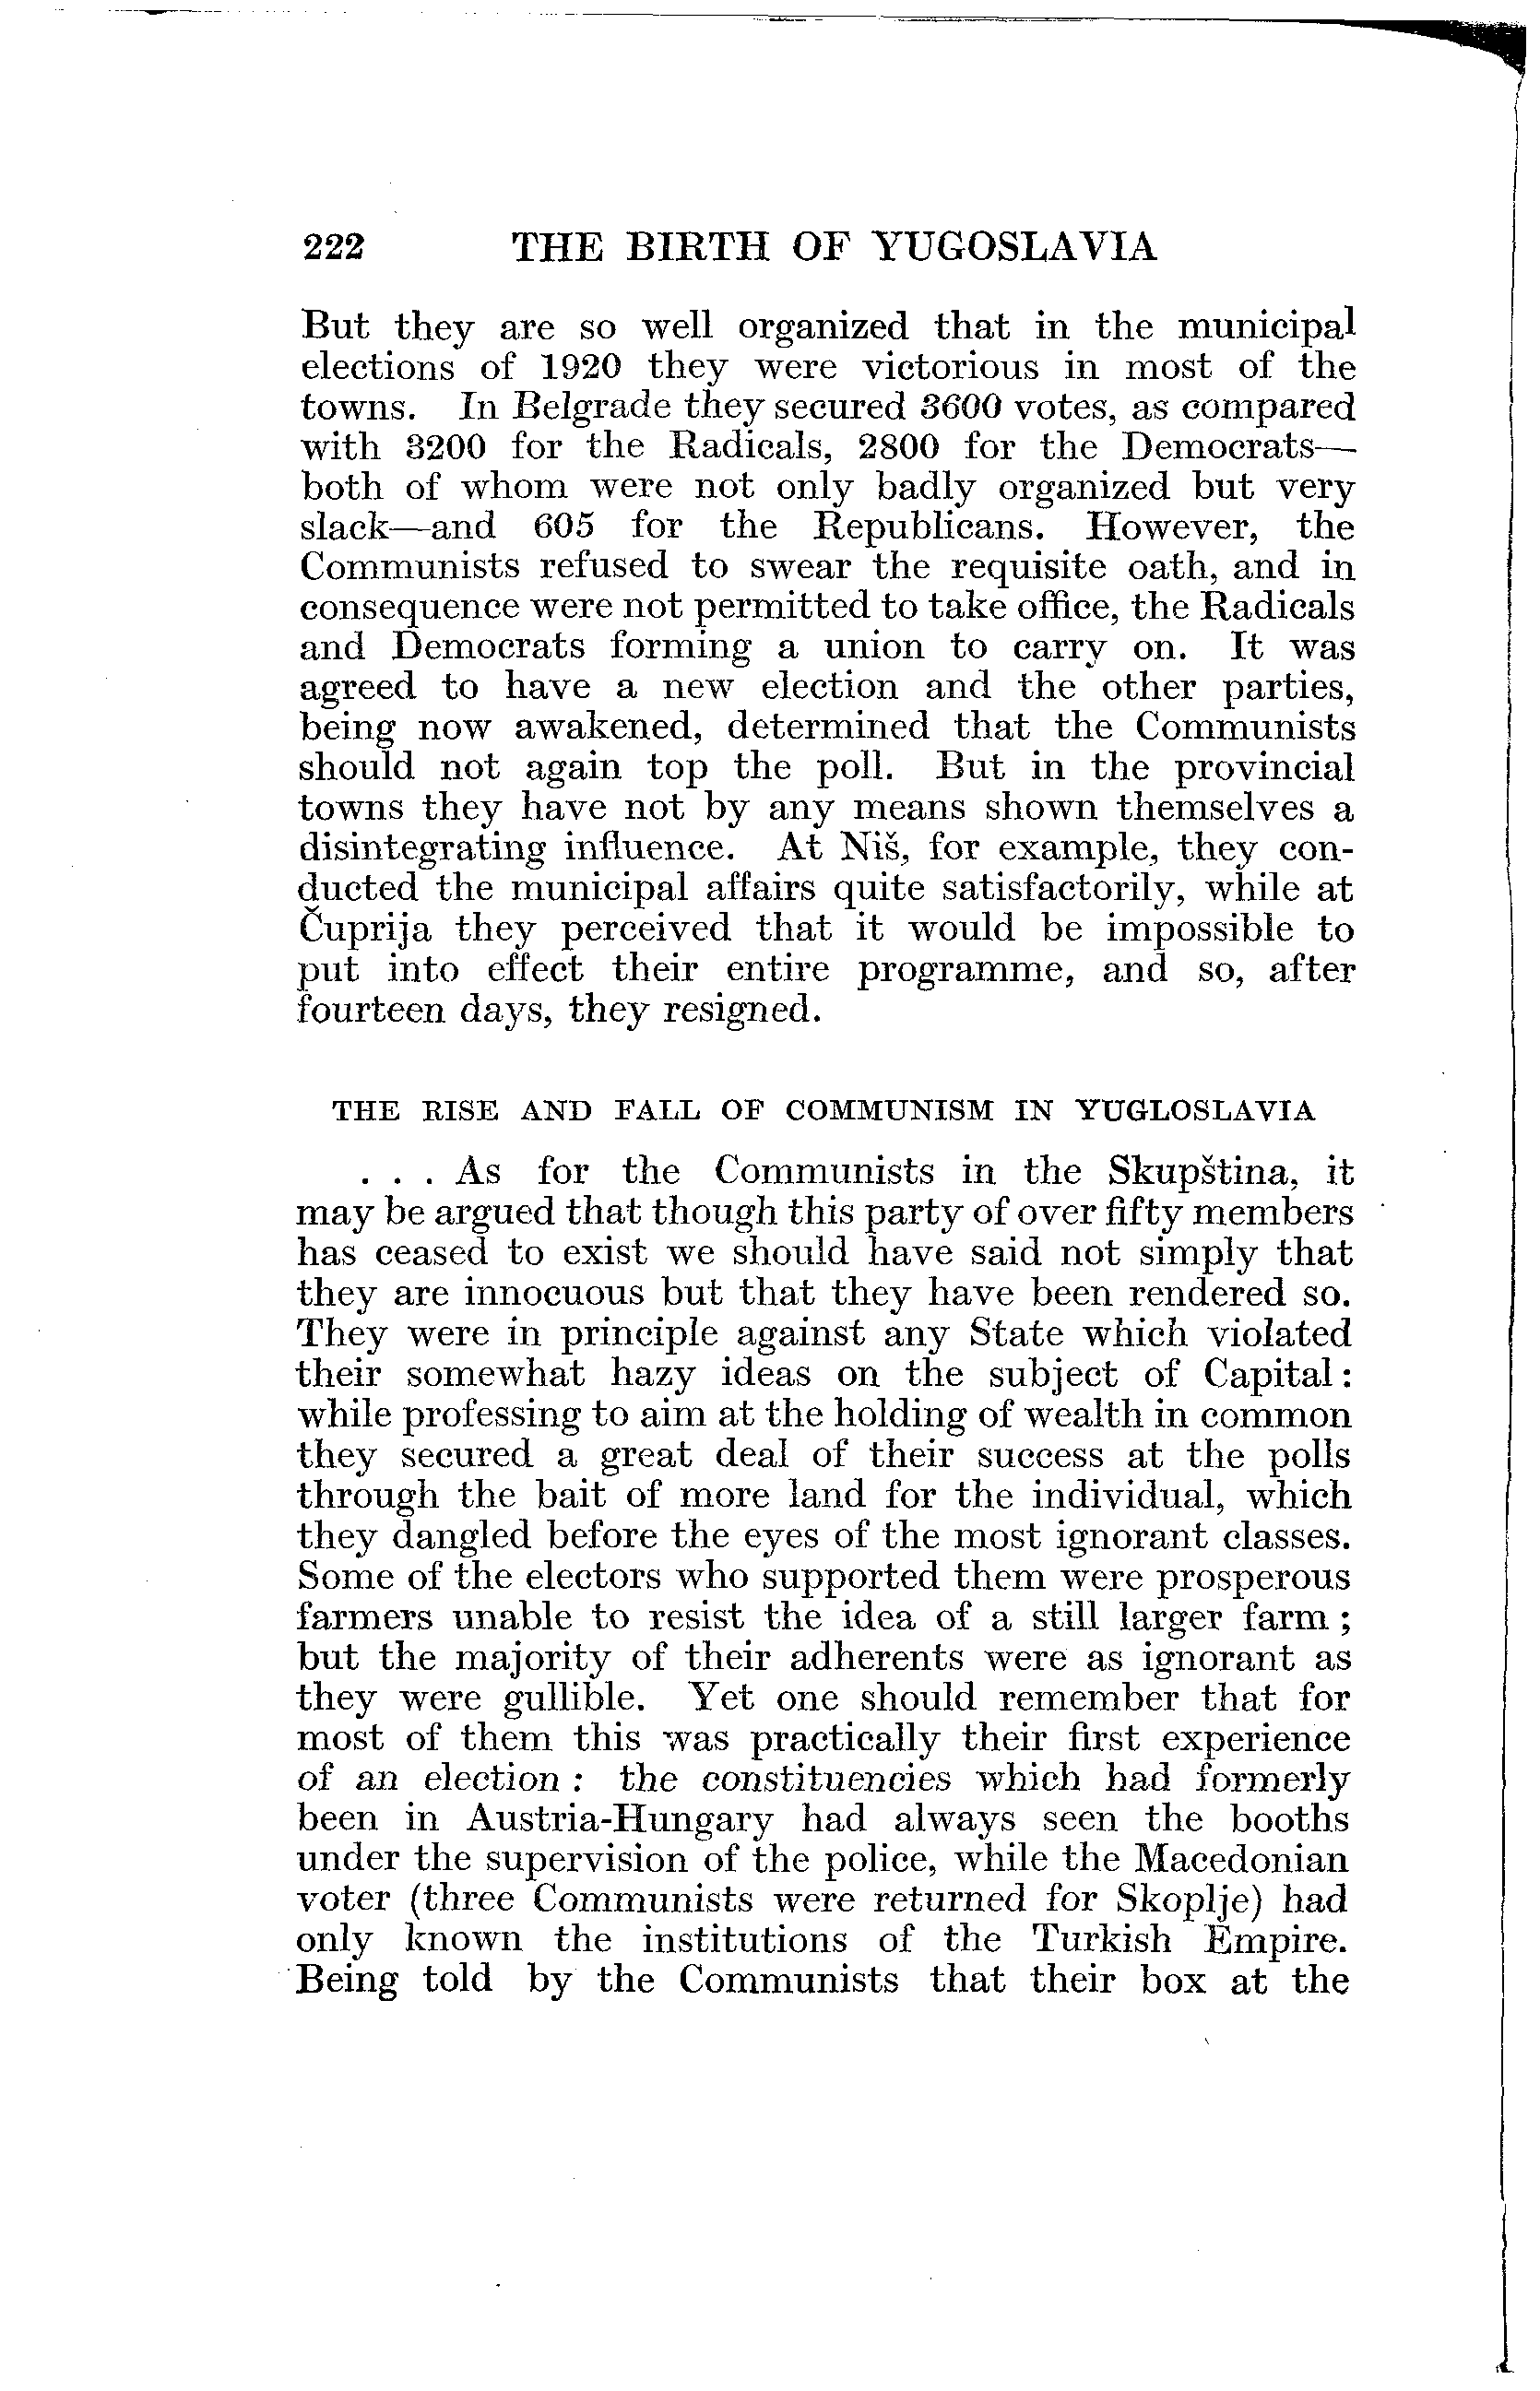 222 THE BIRTH OF YUGOSLAVIA
But they are so well organized that in the municipal
elections of 1920 they were victorious in most of the
towns. In Belgrade they secured 3600 votes, as compared
with 3200 for the Radicals, 2800 for the Democrats—
both of whom were not only badly organized but very
slack—and 605 for the Republicans. However, the
Communists refused to swear the requisite oath, and in
consequence were not permitted to take office, the Radicals
and Democrats forming a union to carry on. It was
agreed to have a new election and the other parties,
being now awakened, determined that the Communists
should not again top the poll. But in the provincial
towns they have not by any means shown themselves a
disintegrating influence. At Niš, for example, they con-
ducted the municipal affairs quite satisfactorily, while at
Čuprija they perceived that it would be impossible to
put into effect their entire programme, and so, after
fourteen days, they resigned.
THE RISE AND FALL OF COMMUNISM IN YUGLOSLAVIA
. . . As for the Communists in the Skupština, it
may be argued that though this party of over fifty members
has ceased to exist we should have said not simply that
they are innocuous but that they have been rendered so.
They were in principle against any State which violated
their somewhat hazy ideas on the subject of Capital:
while professing to aim at the holding of wealth in common
they secured a great deal of their success at the polls
through the bait of more land for the individual, which
they dangled before the eyes of the most ignorant classes.
Some of the electors who supported them were prosperous
farmers unable to resist the idea of a still larger farm ;
but the majority of their adherents were as ignorant as
they were gullible. Yet one should remember that for
most of them this was practically their first experience
of an election : the constituencies which had formerly
been in Austria-Hungary had always seen the booths
under the supervision of the police, while the Macedonian
voter (three Communists were returned for Skoplje) had
only known the institutions of the Turkish Empire.
Being told by the Communists that their box at the